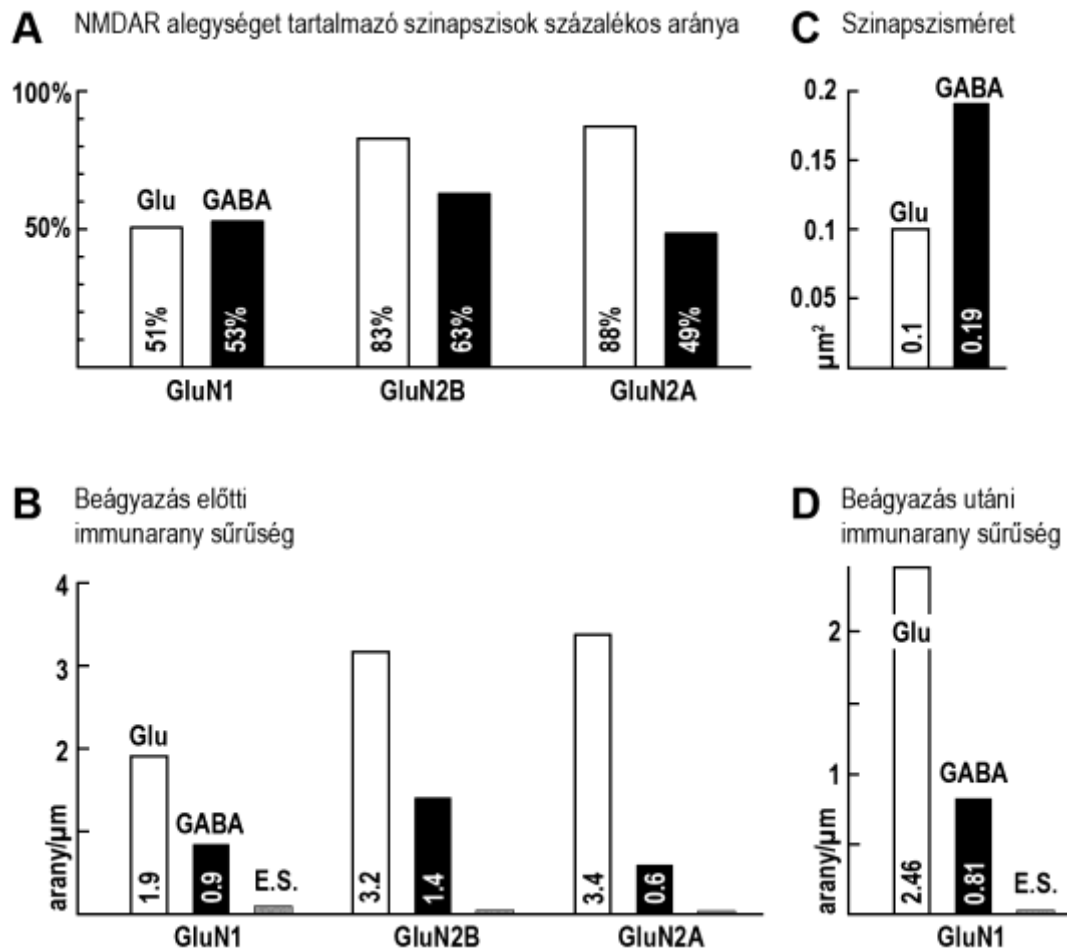 A NMDAR alegységet tartalmazó szinapszisok százalékos aránya
100%
50%
Glu GABA
51% 53% 83% 63% 88% 49%
GluN1 GluN2B GluN2A
C Szinapszisméret
0.2
0.15
0.1
0.05
µm²
GABA
Glu
0.1 0.19
B Beágyazás előtti
immunarany sűrűség
4
3
2
arany/µm
Glu
GABA
E.S.
1.9 0.9 3.2 1.4 3.4 0.6
GluN1 GluN2B GluN2A
D Beágyazás utáni
immunarany sűrűség
2
1
arany/µm
Glu
GABA
E.S.
2.46 0.81
GluN1